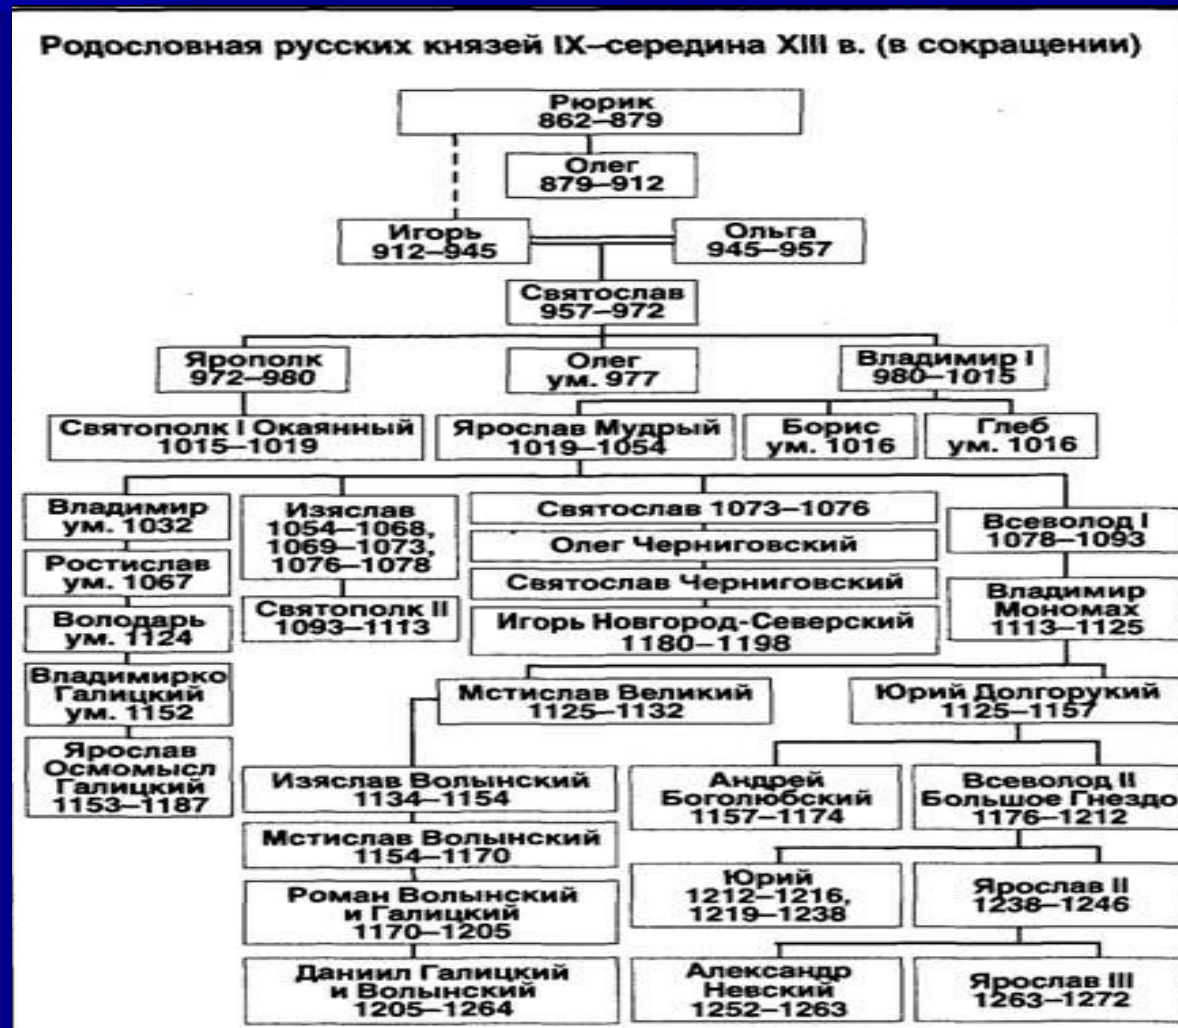 Родословная русских князей IX–середина XIII в. (в сокращении)
Рюрик
862–879
Олег
879–912
Игорь
912–945
Ольга
945–957
Святослав
957–972
Ярополк
972–980
Олег
ум. 977
Владимир I
980–1015
Святополк I Окаянный
1015–1019
Ярослав Мудрый
1019–1054
Борис
ум. 1016
Глеб
ум. 1016
Владимир
ум. 1032
Ростислав
ум. 1067
Володарь
ум. 1124
Владимирко
Галицкий
ум. 1152
Ярослав
Осмомысл
Галицкий
1153–1187
Изяслав
1054–1068,
1069–1073,
1076–1078
Святополк II
1093–1113
Святослав 1073–1076
Олег Черниговский
Святослав Черниговский
Игорь Новгород-Северский
1180–1198
Всеволод I
1078–1093
Владимир
Мономах
1113–1125
Мстислав Великий
1125–1132
Юрий Долгорукий
1125–1157
Изяслав Волынский
1134–1154
Мстислав Волынский
1154–1170
Роман Волынский
и Галицкий
1170–1205
Даниил Галицкий
и Волынский
1205–1264
Андрей
Боголюбский
1157–1174
Всеволод II
Большое Гнездо
1176–1212
Юрий
1212–1216,
1219–1238
Ярослав II
1238–1246
Александр
Невский
1252–1263
Ярослав III
1263–1272